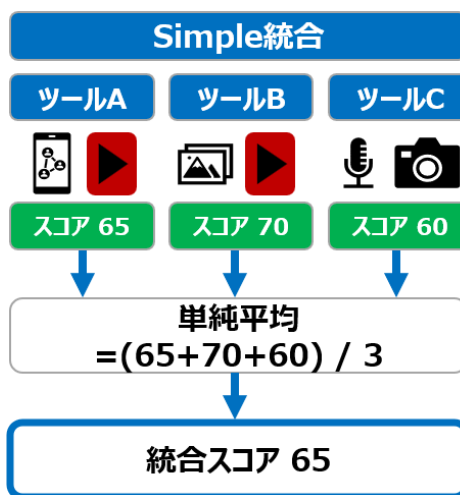 Simple統合
ツールA ツールB ツールC
スコア 65 スコア 70 スコア 60
単純平均
=(65+70+60) / 3
統合スコア 65